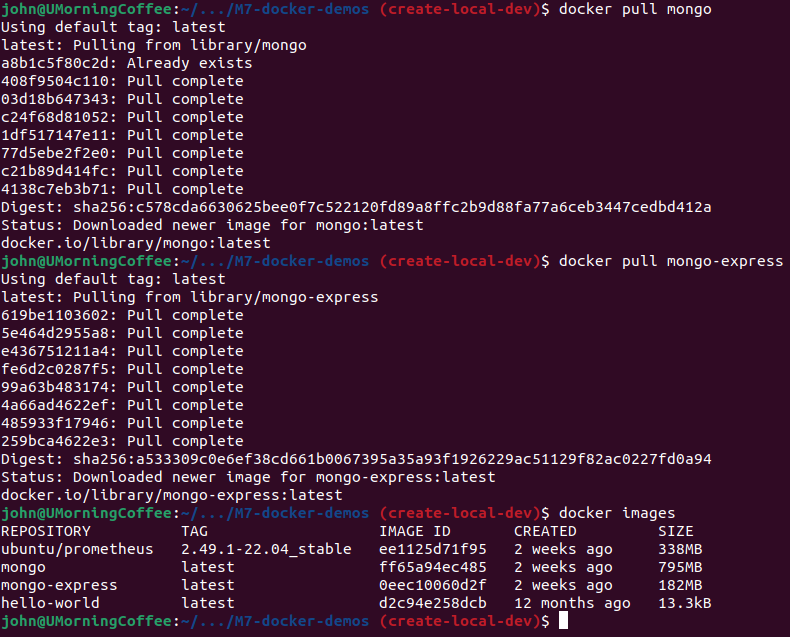 john@UMorningCoffee:~/.../M7-docker-demos (create-local-dev)$ docker pull mongo
Using default tag: latest
latest: Pulling from library/mongo
a8b1c5f80c2d: Already exists
408f9504c110: Pull complete
03d18b647343: Pull complete
c24f68d81052: Pull complete
1df517147e11: Pull complete
77d5ebe2f2e0: Pull complete
c21b89d414fc: Pull complete
4138c7eb3b71: Pull complete
Digest: sha256:c578cda6630625bee0f7c522120fd89a8ffc2b9d88fa77a6ceb3447cedbd412a
Status: Downloaded newer image for mongo:latest
docker.io/library/mongo:latest
john@UMorningCoffee:~/.../M7-docker-demos (create-local-dev)$ docker pull mongo-express
Using default tag: latest
latest: Pulling from library/mongo-express
619be1103602: Pull complete
5e464d2955a8: Pull complete
e436751211a4: Pull complete
fe6d2c0287f5: Pull complete
99a63b483174: Pull complete
4a66ad4622ef: Pull complete
485933f17946: Pull complete
259bca4622e3: Pull complete
Digest: sha256:a533309c0e6ef38cd661b0067395a35a93f1926229ac51129f82ac0227fd0a94
Status: Downloaded newer image for mongo-express:latest
docker.io/library/mongo-express:latest
john@UMorningCoffee:~/.../M7-docker-demos (create-local-dev)$ docker images
REPOSITORY          TAG                   IMAGE ID       CREATED         SIZE
ubuntu/prometheus   2.49.1-22.04_stable   ee1125d71f95   2 weeks ago     338MB
mongo               latest                ff65a94ec485   2 weeks ago     795MB
mongo-express       latest                0eec10060d2f   2 weeks ago     182MB
hello-world         latest                d2c94e258dcb   12 months ago   13.3kB
john@UMorningCoffee:~/.../M7-docker-demos (create-local-dev)$